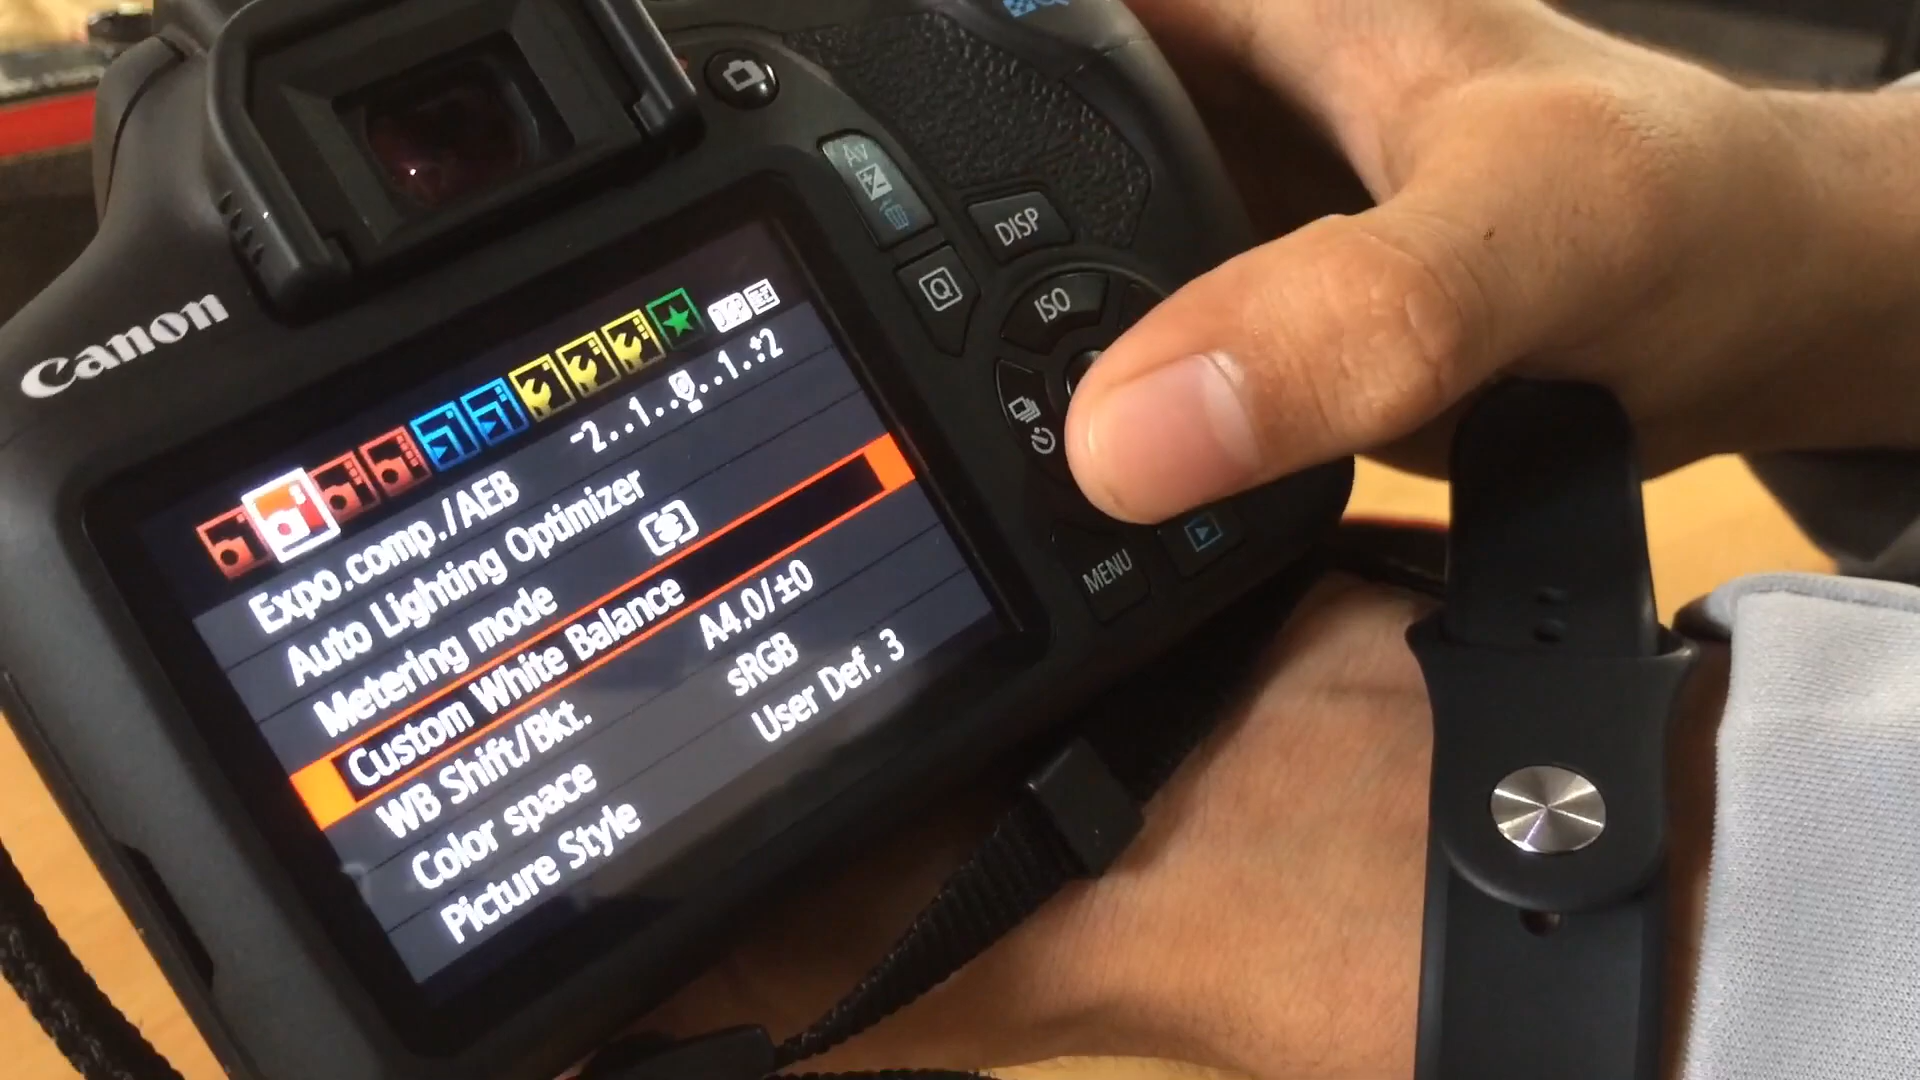 Canon
Av
DISP
Q
ISO
-2..1..0..1.:2
Expo.comp./AEB
Auto Lighting Optimizer
Metering mode
Custom White Balance
WB Shift/Bkt. A4,0/±0
Color space sRGB
Picture Style User Def. 3
MENU